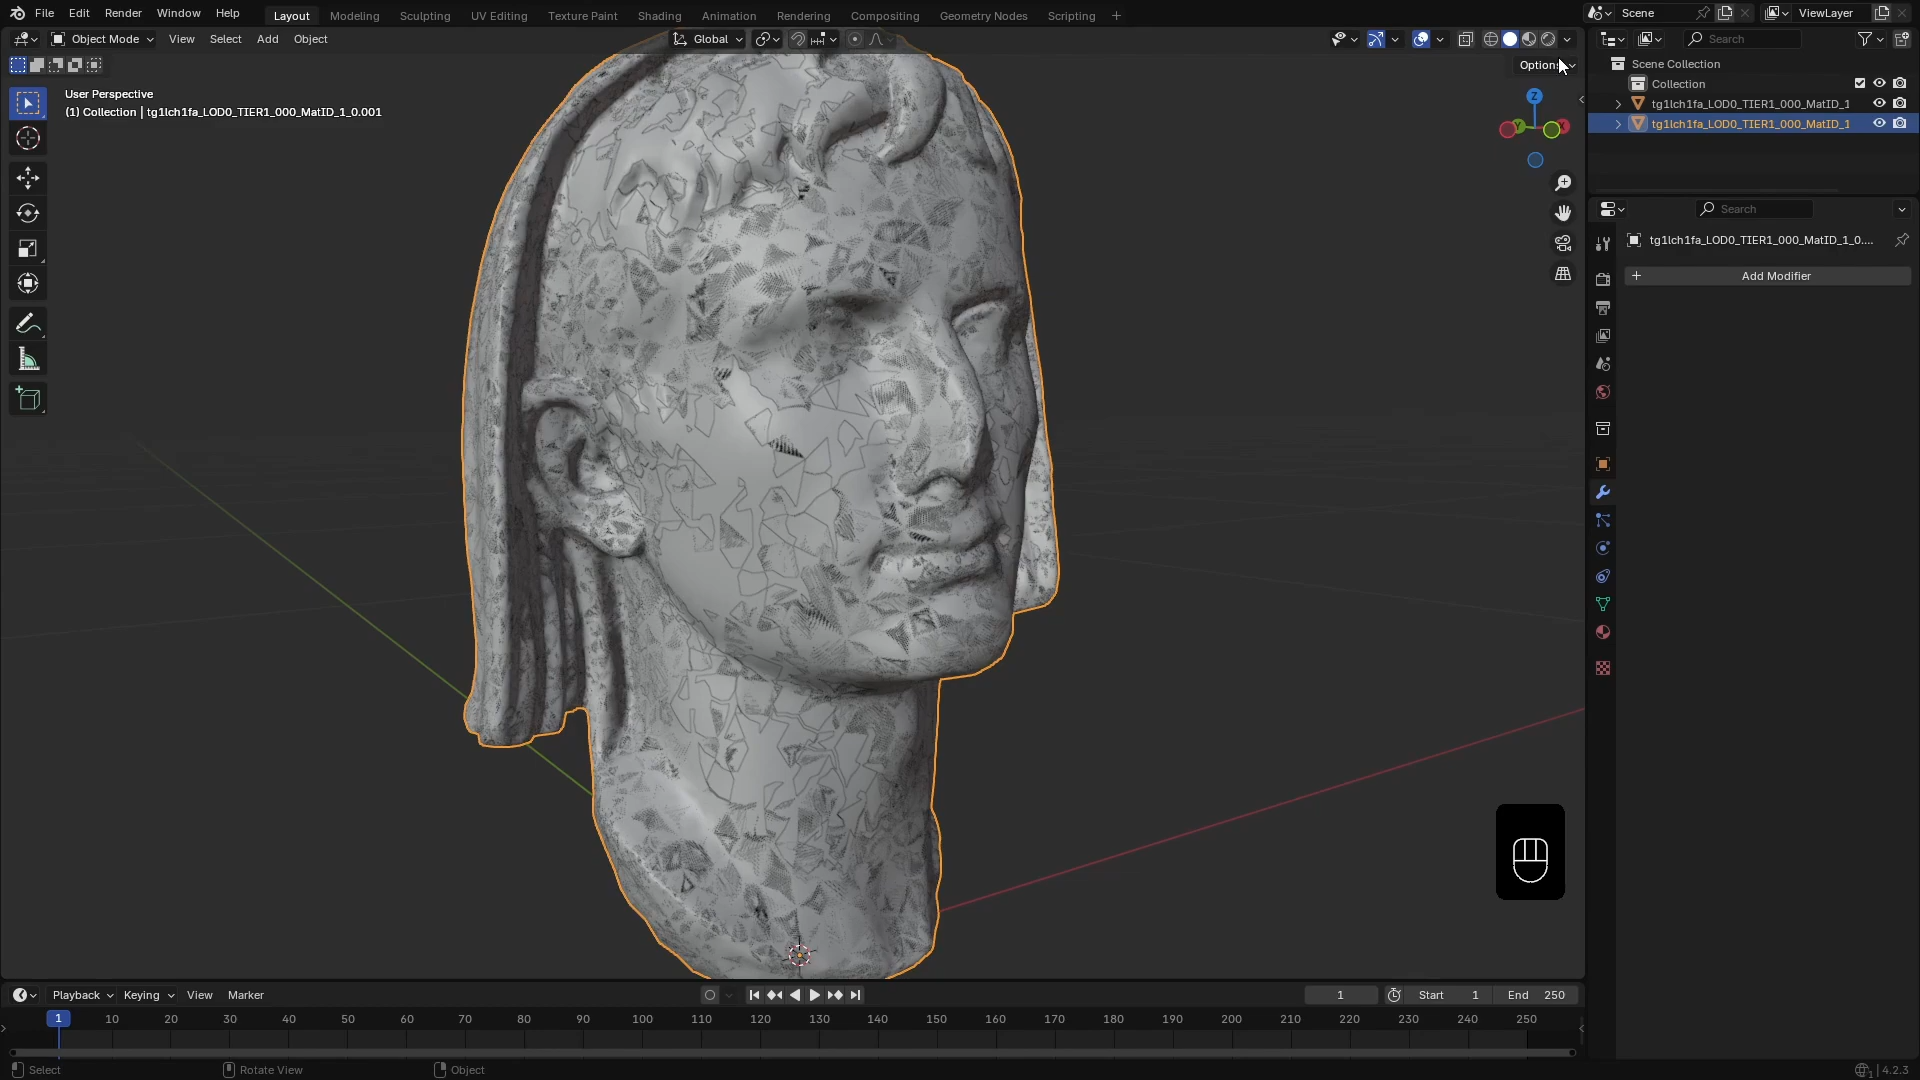 File Edit Render Window Help Layout Modeling Sculpting UV Editing Texture Paint Shading Animation Rendering Compositing Geometry Nodes Scripting Scene ViewLayer
Object Mode View Select Add Object Global Search
Options
User Perspective
(1) Collection | tg1lch1fa_LOD0_TIER1_000_MatID_1_0.001
Z
Y
Scene Collection
Collection
tg1lch1fa_LOD0_TIER1_000_MatID_1
tg1lch1fa_LOD0_TIER1_000_MatID_1
Search
tg1lch1fa_LOD0_TIER1_000_MatID_1_0....
Add Modifier
Playback Keying View Marker 1 Start 1 End 250
1 10 20 30 40 50 60 70 80 90 100 110 120 130 140 150 160 170 180 190 200 210 220 230 240 250
Select Rotate View Object 4.2.3